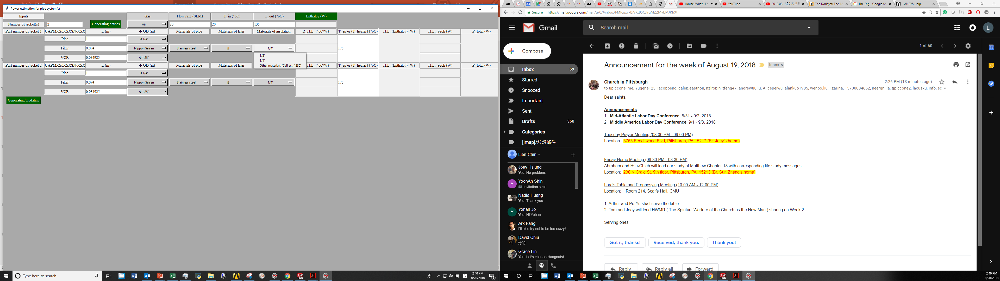 Power estimation for pipe system(s)
Inputs
Gas
Flow rate (SLM)
T_in (^oC)
T_out (^oC)
Enthalpy (W)
Number of jacket(s)
2
Generating entries
Air
20
20
135
Part number of jacket 1
UAPMXX0XXXSN-XXX
L (m)
Φ OD (in)
Materials of pipe
Materials of liner
Materials of insulation
R_H.L. (^oC/W)
T_sp or (T_heater) (^oC)
H.L. (Enthalpy) (W)
H.L._each (W)
P_total (W)
Pipe
1
Φ 1/4"
Filter
0.094
Nippon Seisen
Stainless steel
β
1/4"
175
VCR
0.034925
Φ 1.25"
1/2"
1/4"
Other materials (Call ext. 1235)
Part number of jacket 2
UAPMXX0XXXSN-XXX
L (m)
Φ OD (in)
Materials of pipe
Materials of liner
H.L. (^oC/W)
T_sp or (T_heater) (^oC)
H.L. (Enthalpy) (W)
H.L._each (W)
P_total (W)
Pipe
1
Φ 1/4"
Filter
0.094
Nippon Seisen
Stainless steel
β
1/4"
175
VCR
0.034925
Φ 1.25"
Generating/Updating
Type here to search
英
2:40 PM
8/20/2018
House: What I Fo
YouTube
2018.08.18【文茜世
The Dorklyst: The 12
The Dig - Google Se
- ANSYS Help
Secure
https://mail.google.com/mail/u/0/#inbox/FMfcgxvxBjVKtBSCJlrqMZZMvbMJRhXt
Gmail
Search mail
L
Compose
1 of 60
Inbox 59
Starred
Snoozed
Important
Sent
Drafts 360
Categories
[Imap]/垃圾郵件
Lien-Chin
Joey Hsiung
You: No problem.
YoonAh Shin
Invitation sent
Nadia Huang
You: Thank you.
Yohan Jo
You: Hi Yohan,
Ark Fang
I'll also try not to be too crazy!
David Chiu
好的
Grace Lin
You: Let's chat on Hangouts!
Announcement for the week of August 19, 2018
Inbox
Church in Pittsburgh
2:26 PM (13 minutes ago)
to tjpiccone, me, Yugene123, jacobpeng, caleb.easthon, hzlrobin, tfeng47, andrew88liu, Alicepeiwu, alankuo1985, wenbo.liu, i.zarina, 15700084652, neergnilla, tjpiccone2, lacusxu, info, sc
Dear saints,
Announcements
1. Mid-Atlantic Labor Day Conference, 8/31 - 9/2, 2018
2. Middle America Labor Day Conference, 9/1 - 9/3, 2018
Tuesday Prayer Meeting (08:00 PM - 09:00 PM)
Location: 3763 Beechwood Blvd, Pittsburgh, PA 15217 (Br. Joey's home)
Friday Home Meeting (06:30 PM - 08:30 PM)
Abraham and Hsu-Chieh will lead our study of Matthew Chapter 18 with corresponding life study messages.
Location: 230 N Craig St, 9th floor, Pittsburgh, PA, 15213 (Br. Sun Zheng's home)
Lord's Table and Prophesying Meeting (10:00 AM - 12:00 PM)
Location: Room 214, Scaife Hall, CMU
1. Arthur and Po-Yu shall serve the table.
2. Tom and Joey will lead HWMR ( The Spiritual Warfare of the Church as the New Man ) sharing on Week 2
Serving ones
Got it, thanks!
Received, thank you.
Thank you!
Reply
Reply all
Forward
2:40 PM
8/20/2018